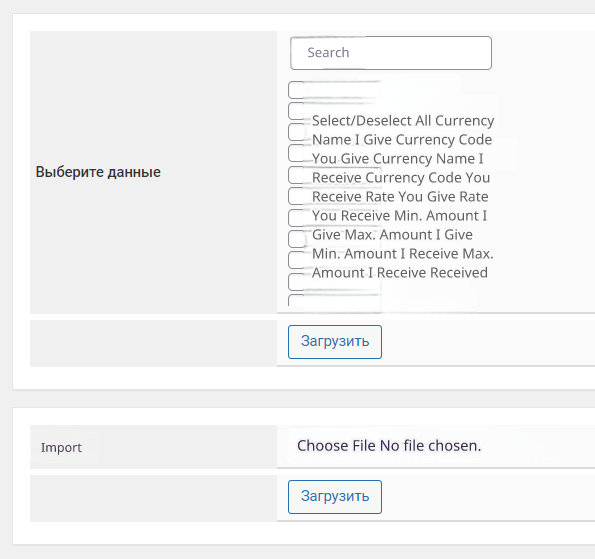 Search
Select/Deselect All Currency
Name I Give Currency Code
You Give Currency Name I
Receive Currency Code You
Receive Rate You Give Rate
You Receive Min. Amount I
Give Max. Amount I Give
Min. Amount I Receive Max.
Amount I Receive Received
Выберите данные
Загрузить
Import
Choose File No file chosen.
Загрузить